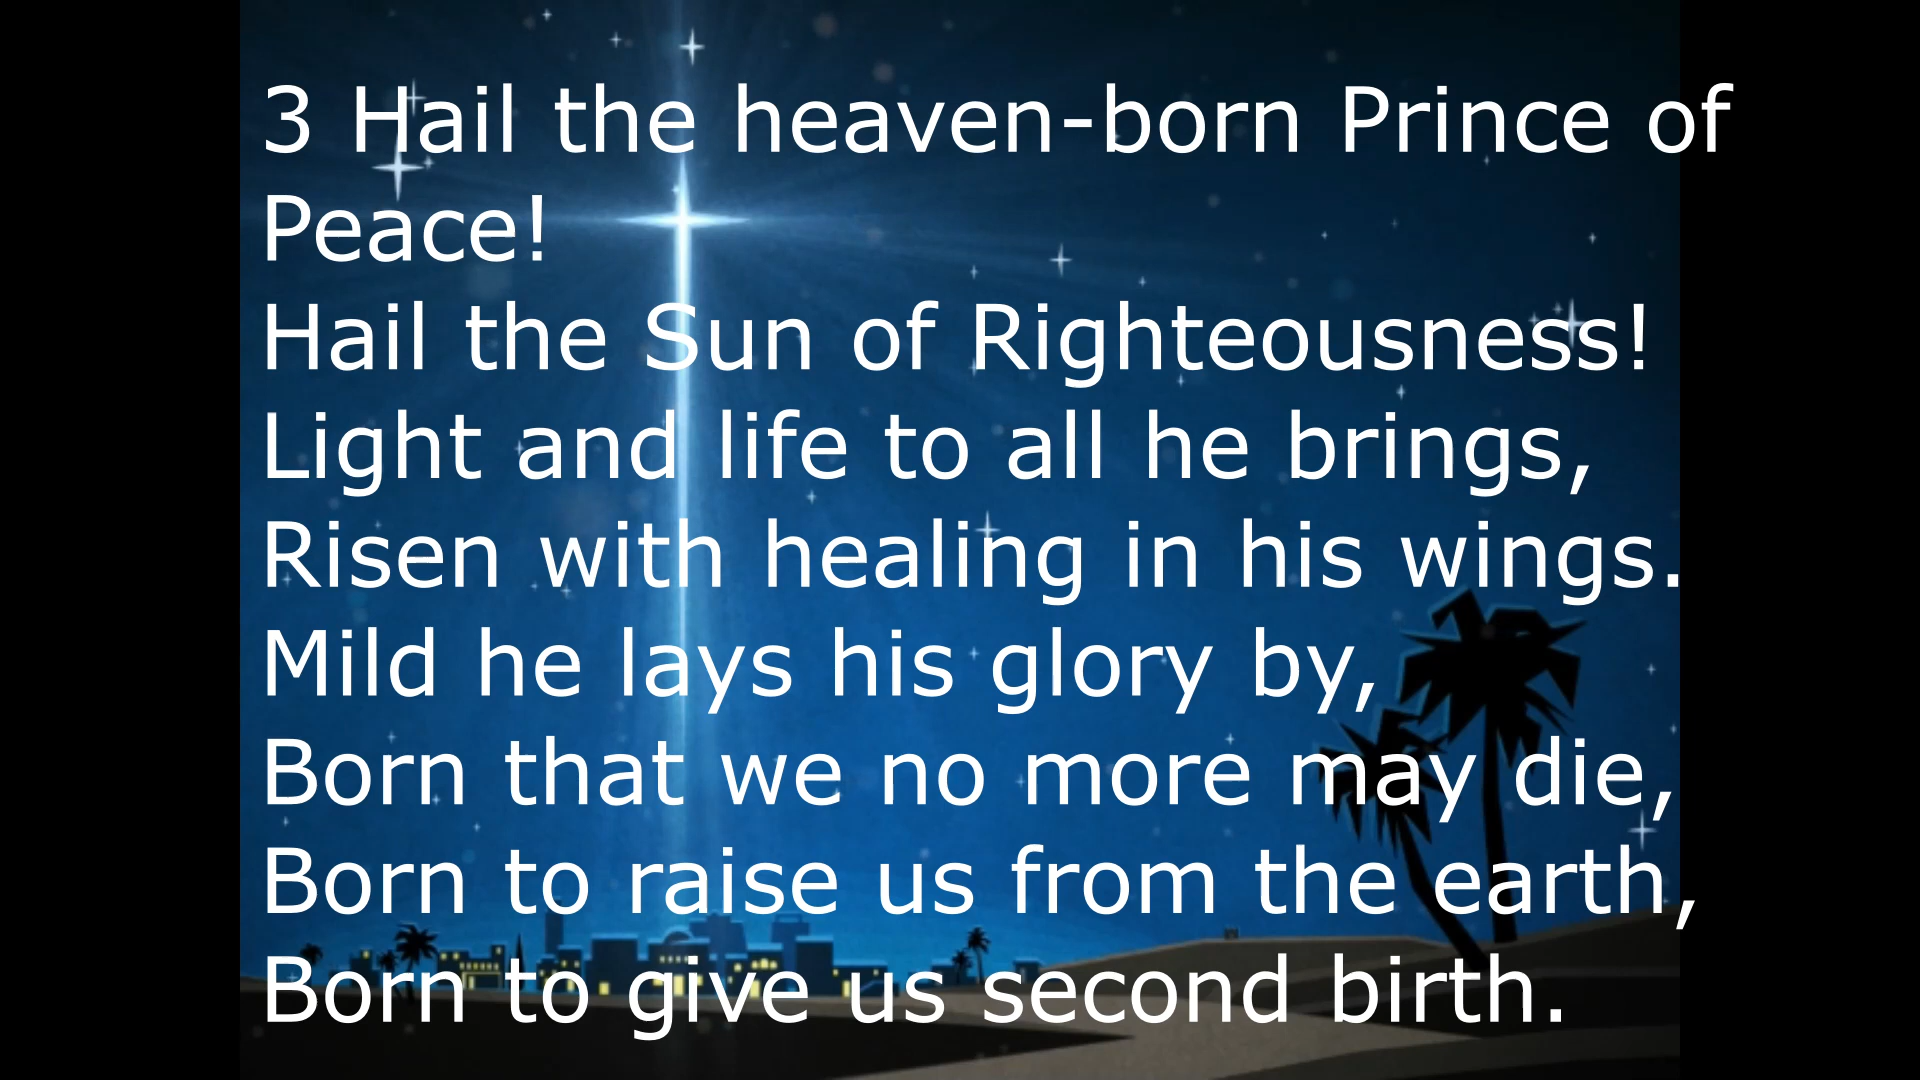 3 Hail the heaven-born Prince of
Peace!
Hail the Sun of Righteousness!
Light and life to all he brings,
Risen with healing in his wings.
Mild he lays his glory by,
Born that we no more may die,
Born to raise us from the earth,
Born to give us second birth.